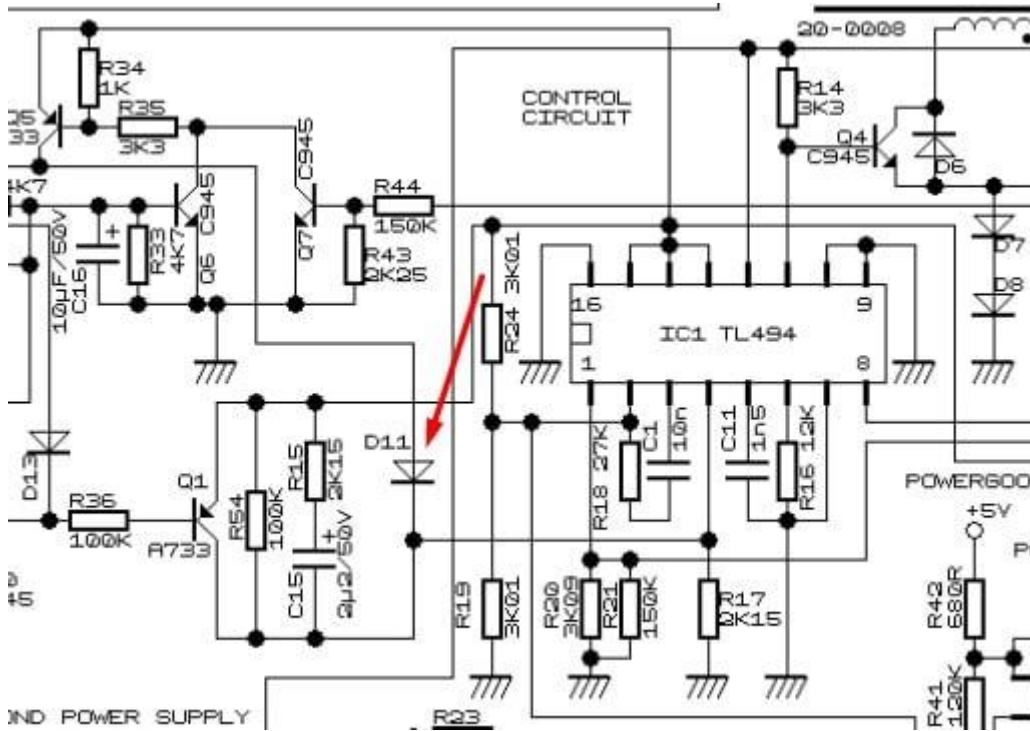 20-0008
R34
1K
R35
3K3
Q5
33
CONTROL
CIRCUIT
R14
3K3
Q4
C945
D6
C945
4K7
C945
R44
150K
10µF/50V
C16
+
R33
4K7
Q6
Q7
R43
2K25
3K01
R24
D7
D8
16
9
IC1 TL494
1
8
D13
D11
R15
2K15
R18 27K
C1
10n
C11
1n5
R16 12K
POWERGOO
+5V
R36
100K
Q1
A733
R54
100K
C15
+
2µ2/50V
R19
3K01
R20
3K09
R21
150K
R17
2K15
R42
680R
R41
120K
45
ND POWER SUPPLY
R23